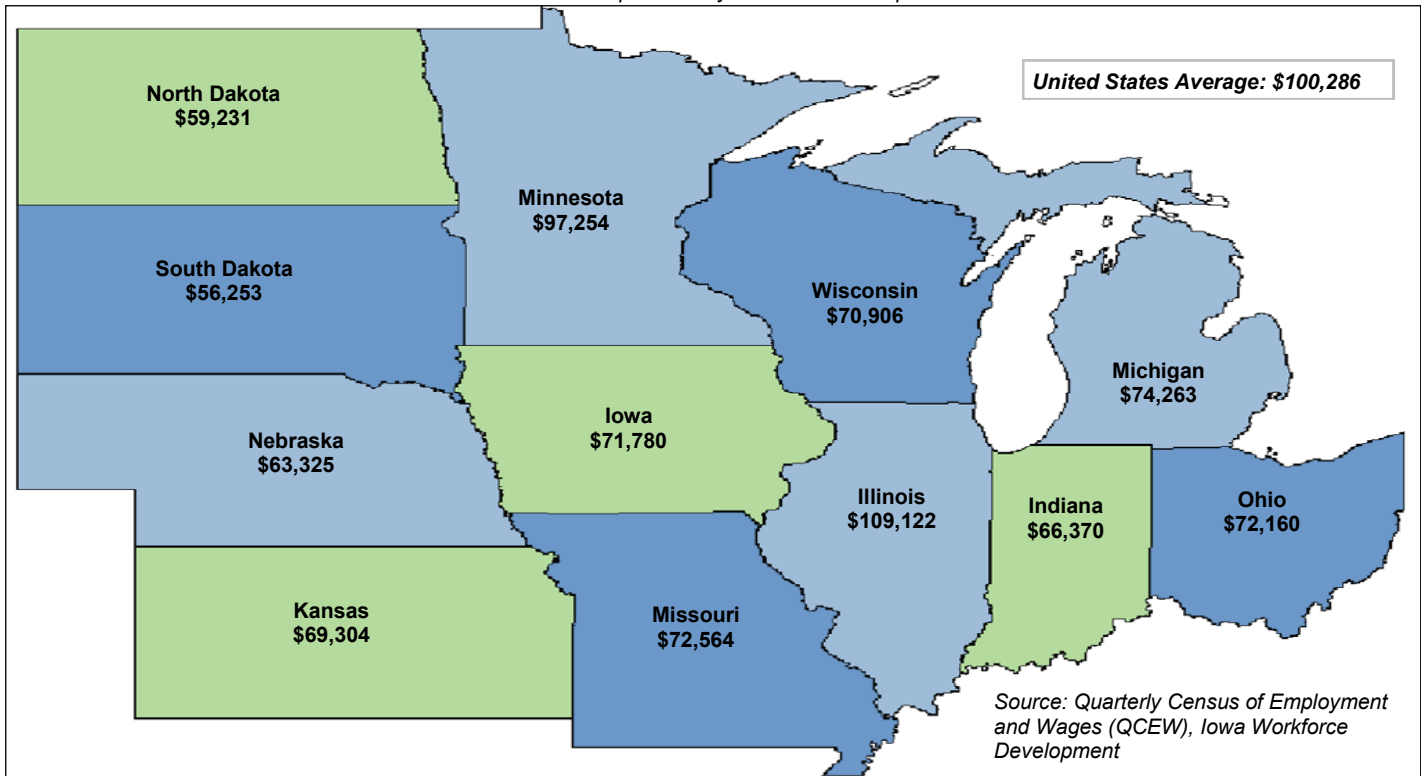 United States Average: $100,286
North Dakota
$59,231
Minnesota
$97,254
South Dakota
$56,253
Wisconsin
$70,906
Michigan
$74,263
Iowa
$71,780
Nebraska
$63,325
Illinois
$109,122
Indiana
$66,370
Ohio
$72,160
Kansas
$69,304
Missouri
$72,564
Source: Quarterly Census of Employment
and Wages (QCEW), Iowa Workforce
Development